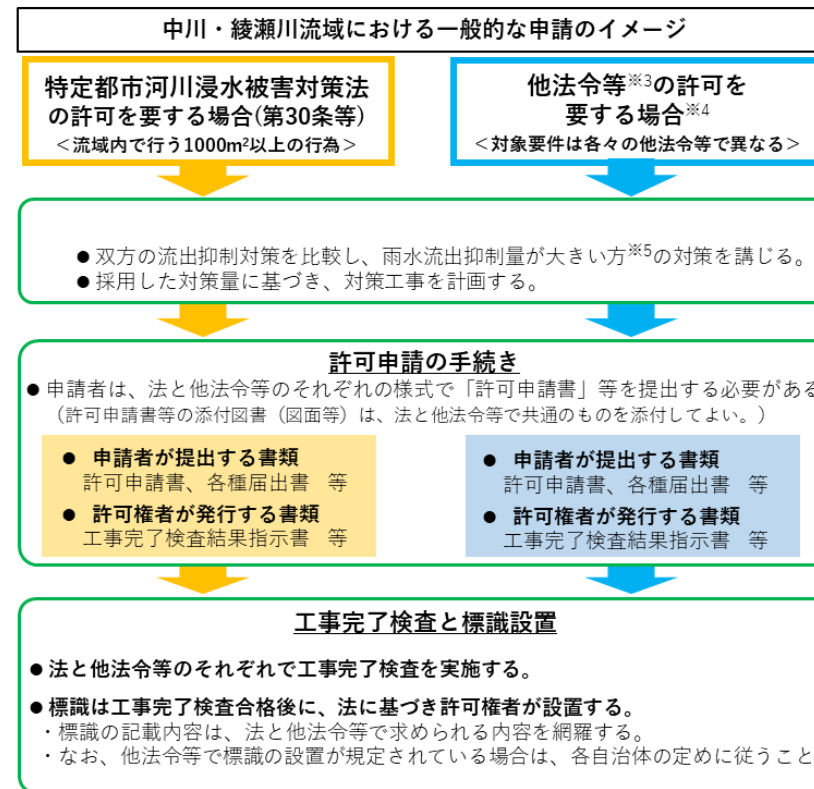 中川・綾瀬川流域における一般的な申請のイメージ
特定都市河川浸水被害対策法
の許可を要する場合(第30条等)
＜流域内で行う1000m²以上の行為＞
他法令等※3の許可を
要する場合※4
＜対象要件は各々の他法令等で異なる＞
●双方の流出抑制対策を比較し、雨水流出抑制量が大きい方※5の対策を講じる。
●採用した対策量に基づき、対策工事を計画する。
許可申請の手続き
●申請者は、法と他法令等のそれぞれの様式で「許可申請書」等を提出する必要がある
（許可申請書等の添付図書（図面等）は、法と他法令等で共通のものを添付してよい。）
● 申請者が提出する書類
許可申請書、各種届出書 等
● 許可権者が発行する書類
工事完了検査結果指示書 等
● 申請者が提出する書類
許可申請書、各種届出書 等
● 許可権者が発行する書類
工事完了検査結果指示書 等
工事完了検査と標識設置
●法と他法令等のそれぞれで工事完了検査を実施する。
●標識は工事完了検査合格後に、法に基づき許可権者が設置する。
・標識の記載内容は、法と他法令等で求められる内容を網羅する。
・なお、他法令等で標識の設置が規定されている場合は、各自治体の定めに従うこと